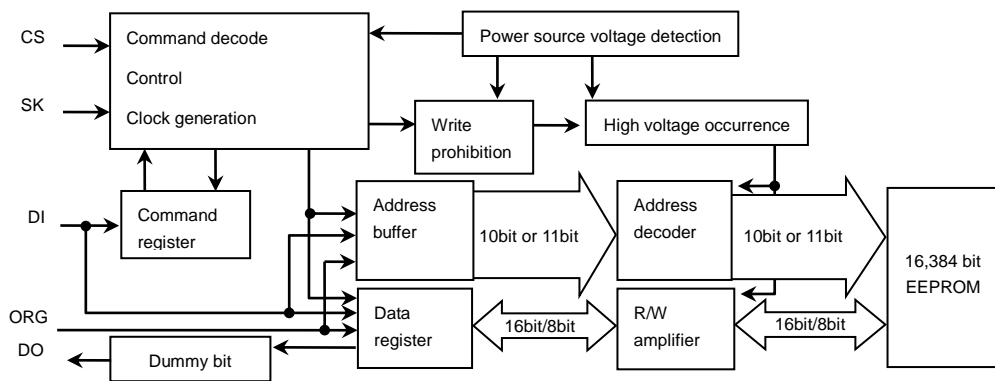 CS
Command decode
Control
Clock generation
Power source voltage detection
SK
Write
prohibition
High voltage occurrence
DI
Command
register
Address
buffer
10bit or 11bit
Address
decoder
10bit or 11bit
16,384 bit
EEPROM
ORG
Data
register
16bit/8bit
R/W
amplifier
16bit/8bit
DO
Dummy bit